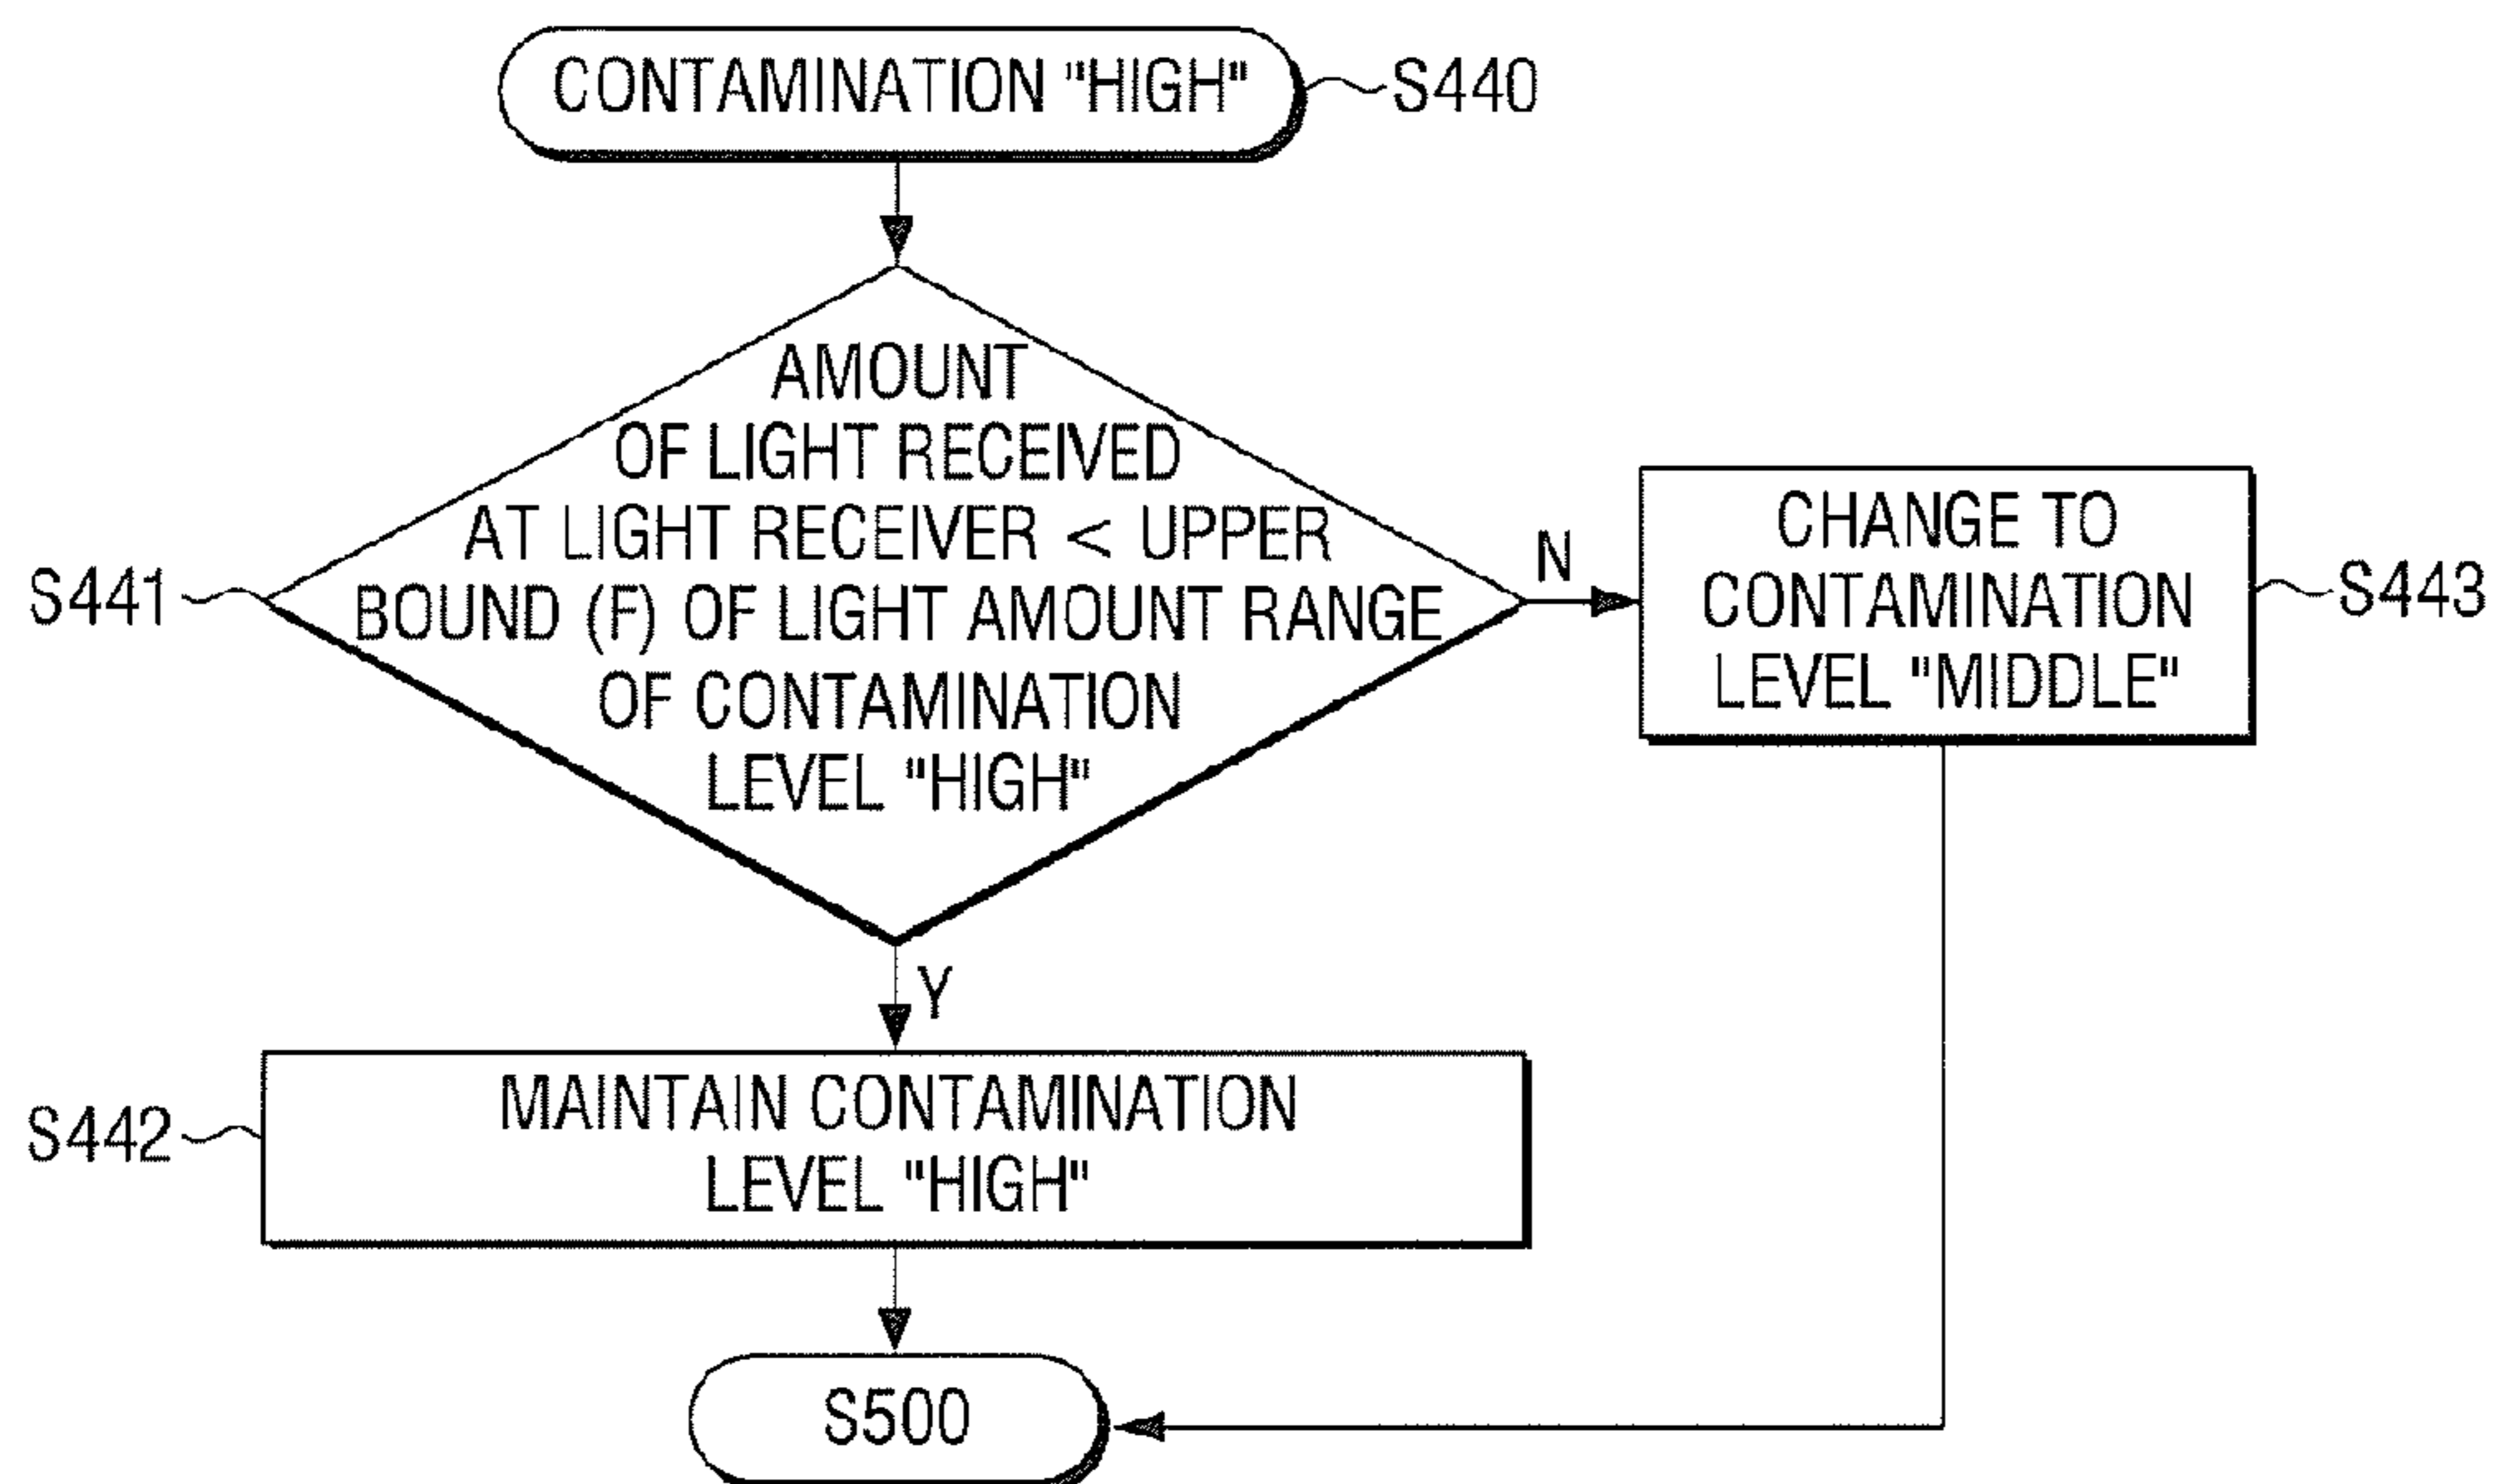 CONTAMINATION "HIGH"
S440
AMOUNT
OF LIGHT RECEIVED
AT LIGHT RECEIVER < UPPER
BOUND (F) OF LIGHT AMOUNT RANGE
OF CONTAMINATION
LEVEL "HIGH"
S441
N
CHANGE TO
CONTAMINATION
LEVEL "MIDDLE"
S443
Y
MAINTAIN CONTAMINATION
LEVEL "HIGH"
S442
S500